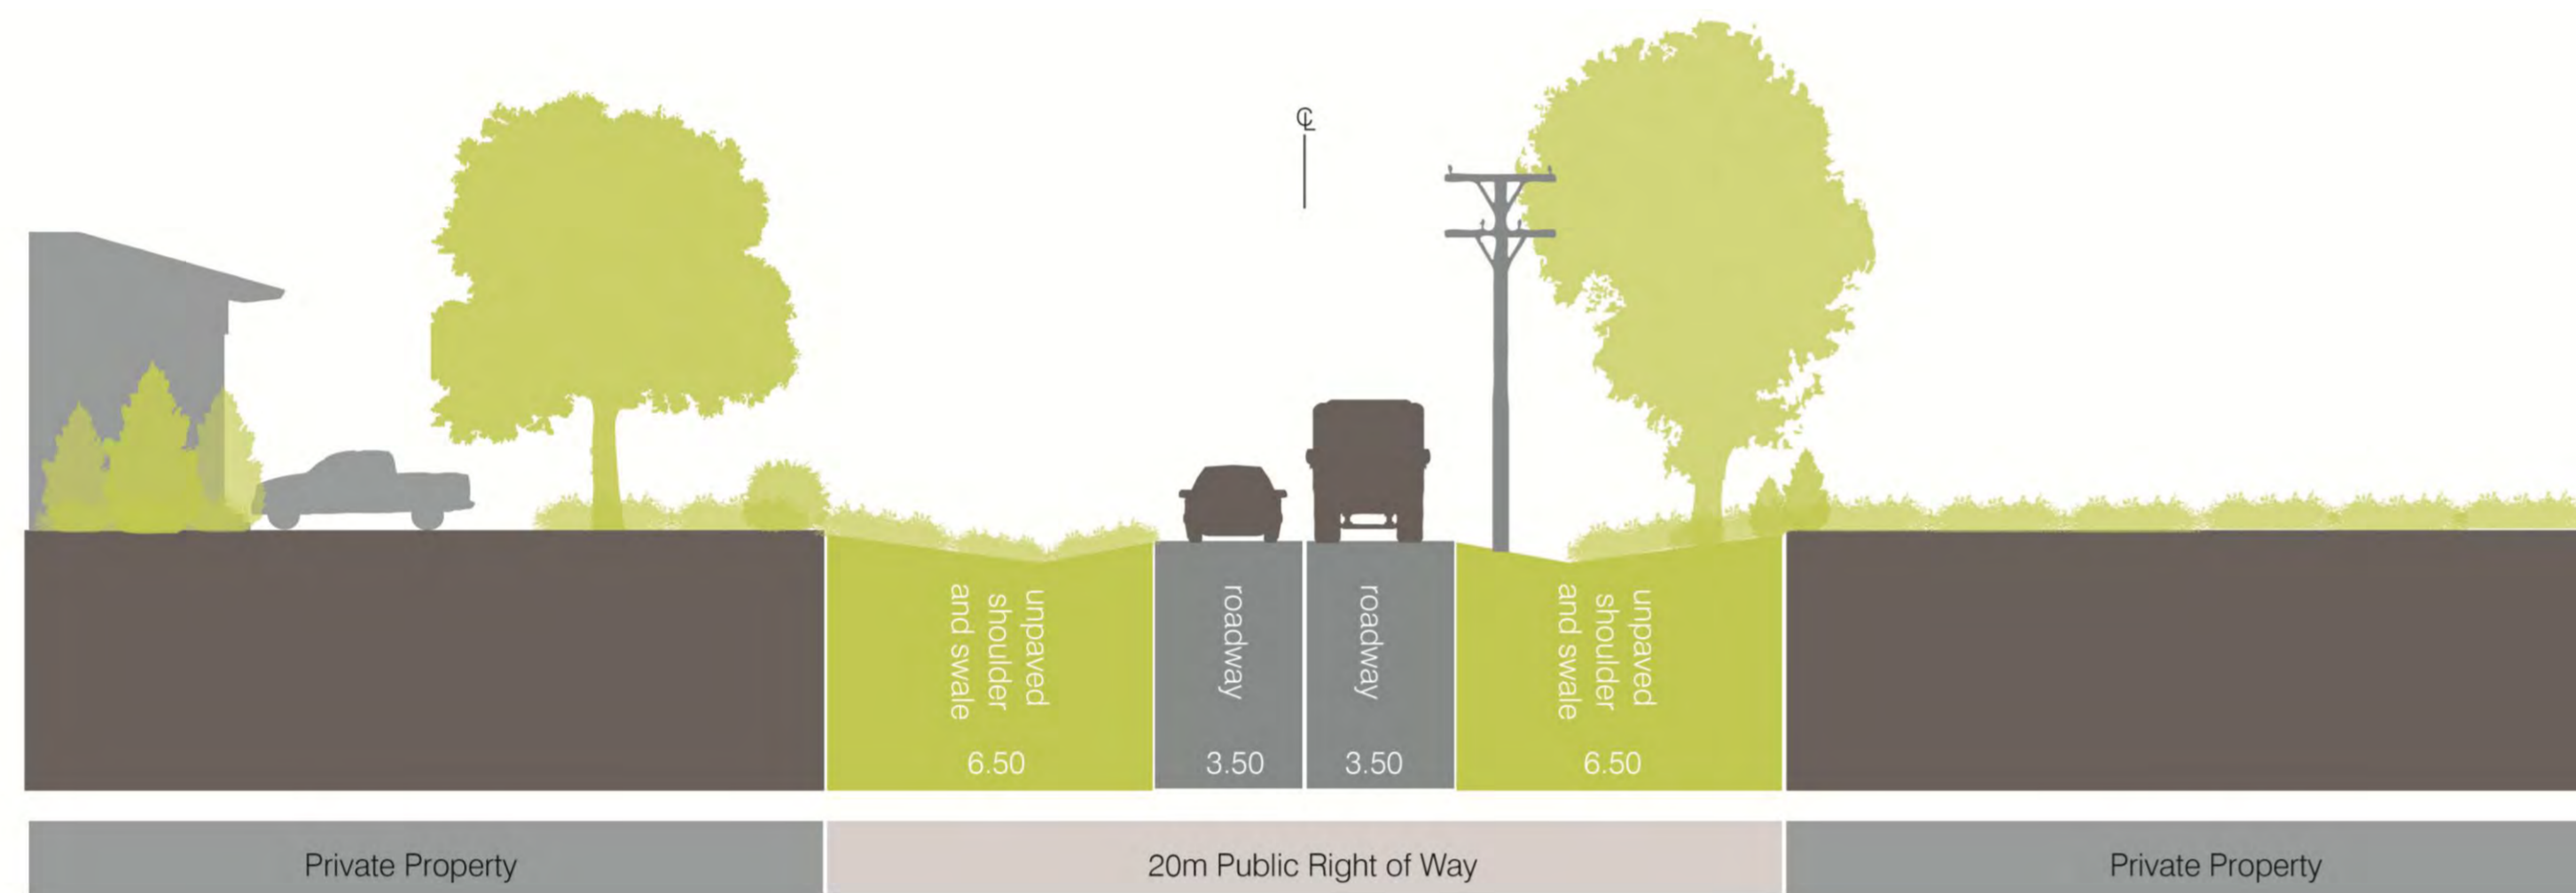 ℄
unpaved
shoulder
and swale
6.50
roadway
3.50
roadway
3.50
unpaved
shoulder
and swale
6.50
Private Property
20m Public Right of Way
Private Property